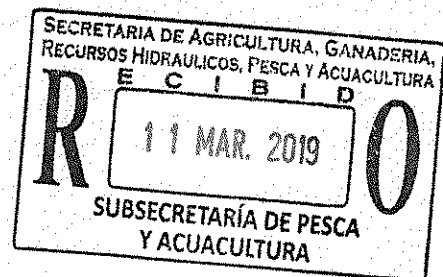 SECRETARIA DE AGRICULTURA, GANADERIA,
RECURSOS HIDRAULICOS, PESCA Y ACUACULTURA
R E C I B I D O
11 MAR. 2019
SUBSECRETARÍA DE PESCA
Y ACUACULTURA